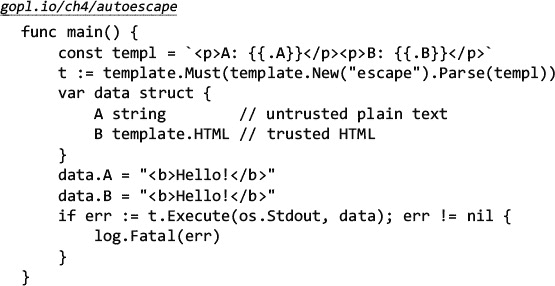 gopl.io/ch4/autoescape
func main() {
const templ = `<p>A: {{.A}}</p><p>B: {{.B}}</p>`
t := template.Must(template.New("escape").Parse(templ))
var data struct {
A string // untrusted plain text
B template.HTML // trusted HTML
}
data.A = "<b>Hello!</b>"
data.B = "<b>Hello!</b>"
if err := t.Execute(os.Stdout, data); err != nil {
log.Fatal(err)
}
}